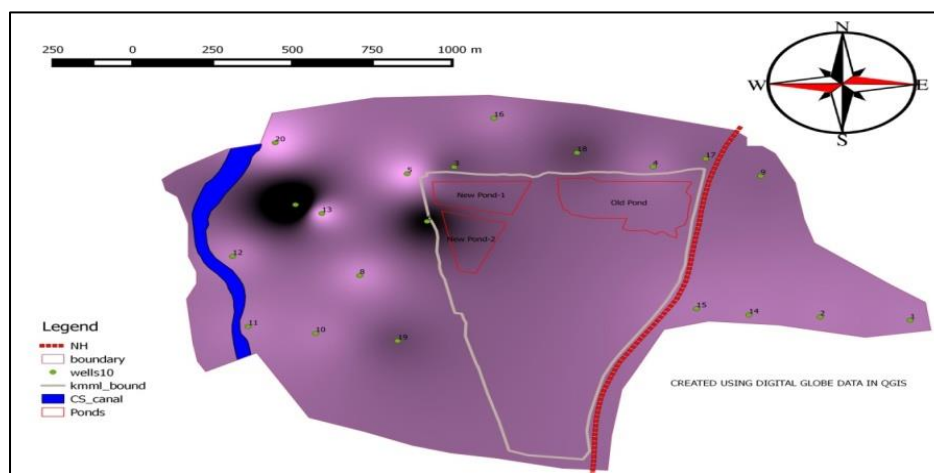 N
W E
S
250 0 250 500 750 1000 m
16
20
18
17
3
4
5
9
New Pond-1
Old Pond
13
New Pond-2
12
8
15
14
2
1
11
10
19
Legend
NH
boundary
wells10
kmml_bound
CS_canal
Ponds
CREATED USING DIGITAL GLOBE DATA IN QGIS